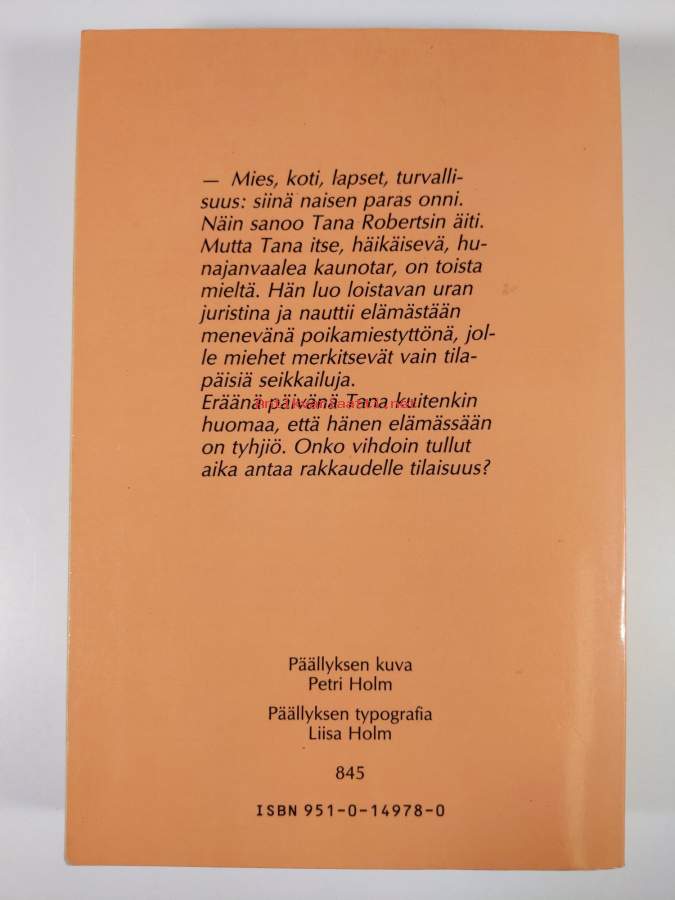 — Mies, koti, lapset, turvalli-
suus: siinä naisen paras onni.
Näin sanoo Tana Robertsin äiti.
Mutta Tana itse, häikäisevä, hu-
najanvaalea kaunotar, on toista
mieltä. Hän luo loistavan uran
juristina ja nauttii elämästään
menevänä poikamiestyttönä, jol-
le miehet merkitsevät vain tila-
päisiä seikkailuja.
Eräänä päivänä Tana kuitenkin
huomaa, että hänen elämässään
on tyhjiö. Onko vihdoin tullut
aika antaa rakkaudelle tilaisuus?
Päällyksen kuva
Petri Holm
Päällyksen typografia
Liisa Holm
845
ISBN 951-0-14978-0